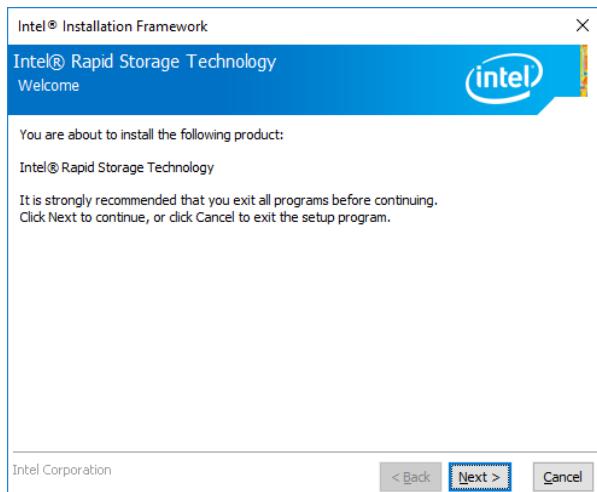 Intel® Installation Framework
Intel® Rapid Storage Technology
Welcome
intel
You are about to install the following product:
Intel® Rapid Storage Technology
It is strongly recommended that you exit all programs before continuing.
Click Next to continue, or click Cancel to exit the setup program.
Intel Corporation
< Back Next > Cancel